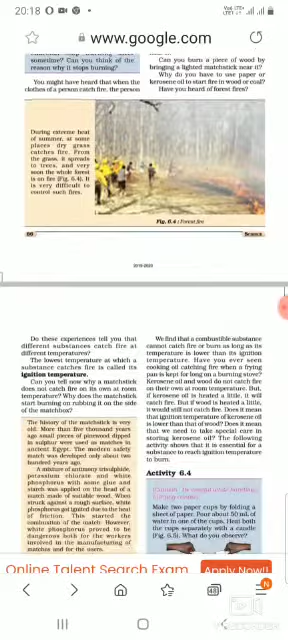 20:18
www.google.com
sometime? Can you think of the
reason why it stops burning?
You might have heard that when the
clothes of a person catch fire, the person
Can you burn a piece of wood by
bringing a lighted matchstick near it?
Why do you have to use paper or
kerosene oil to start fire in wood or coal?
Have you heard of forest fires?
During extreme heat
of summer, at some
places dry grass
catches fire. From
the grass, it spreads
to trees, and very
soon the whole forest
is on fire (Fig. 6.4). It
is very difficult to
control such fires.
Fig. 6.4 : Forest fire
66
SCIENCE
2019-2020
Do these experiences tell you that
different substances catch fire at
different temperatures?
The lowest temperature at which a
substance catches fire is called its
ignition temperature.
Can you tell now why a matchstick
does not catch fire on its own at room
temperature? Why does the matchstick
start burning on rubbing it on the side
of the matchbox?
The history of the matchstick is very
old. More than five thousand years
ago small pieces of pinewood dipped
in sulphur were used as matches in
ancient Egypt. The modern safety
match was developed only about two
hundred years ago.
A mixture of antimony trisulphide,
potassium chlorate and white
phosphorus with some glue and
starch was applied on the head of a
match made of suitable wood. When
struck against a rough surface, white
phosphorus got ignited due to the heat
of friction. This started the
combustion of the match. However,
white phosphorus proved to be
dangerous both for the workers
involved in the manufacturing of
matches and for the users.
We find that a combustible substance
cannot catch fire or burn as long as its
temperature is lower than its ignition
temperature. Have you ever seen
cooking oil catching fire when a frying
pan is kept for long on a burning stove?
Kerosene oil and wood do not catch fire
on their own at room temperature. But,
if kerosene oil is heated a little, it will
catch fire. But if wood is heated a little,
it would still not catch fire. Does it mean
that ignition temperature of kerosene oil
is lower than that of wood? Does it mean
that we need to take special care in
storing kerosene oil? The following
activity shows that it is essential for a
substance to reach ignition temperature
to burn.
Activity 6.4
Make two paper cups by folding a
sheet of paper. Pour about 50 mL of
water in one of the cups. Heat both
the cups separately with a candle
(Fig. 6.5). What do you observe?
Online Talent Search Exam
Apply Now!!
N